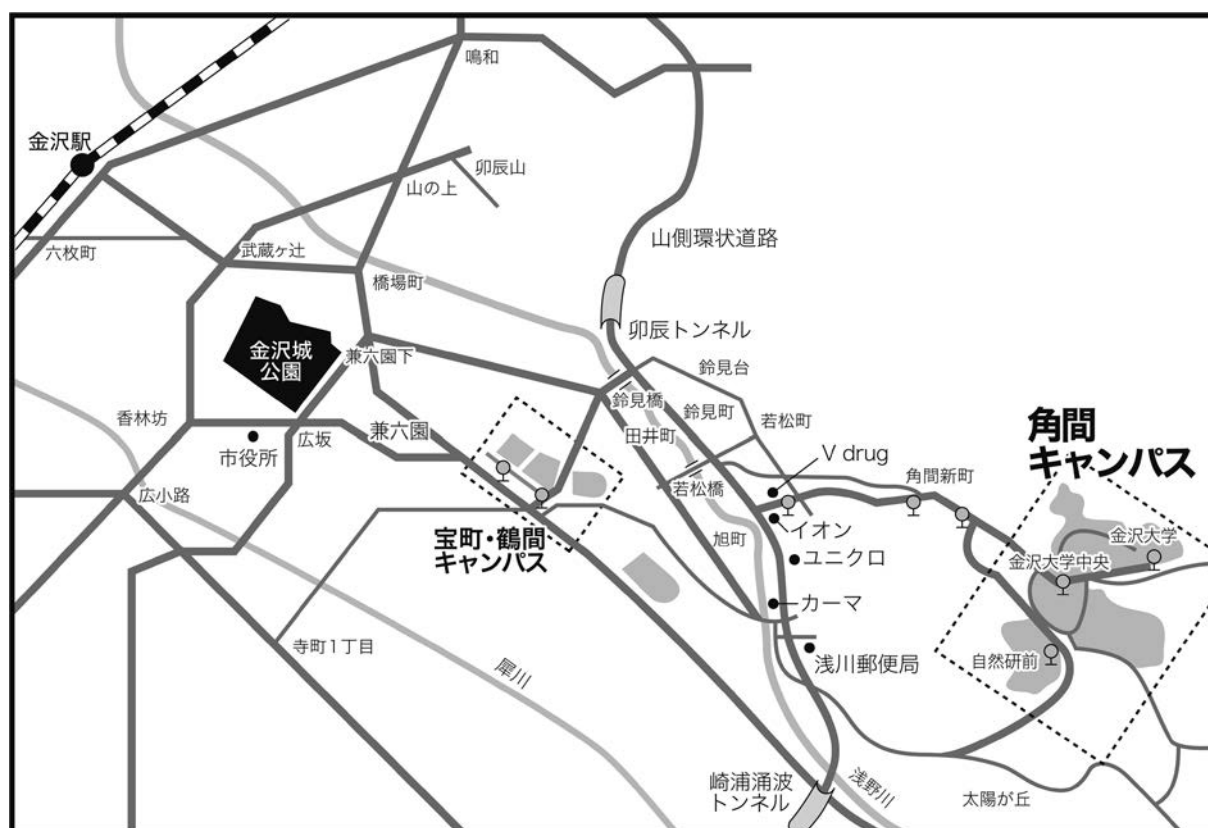 鳴和
金沢駅
卯辰山
山の上
山側環状道路
六枚町
武蔵ヶ辻
橋場町
卯辰トンネル
金沢城
公園
兼六園下
鈴見台
鈴見橋
鈴見町
若松町
香林坊
兼六園
田井町
広坂
市役所
角間
キャンパス
V drug
角間新町
若松橋
広小路
イオン
宝町・鶴間
キャンパス
旭町
金沢大学
ユニクロ
金沢大学中央
カーマ
寺町1丁目
浅川郵便局
自然研前
犀川
崎浦涌波
トンネル
浅野川
太陽が丘